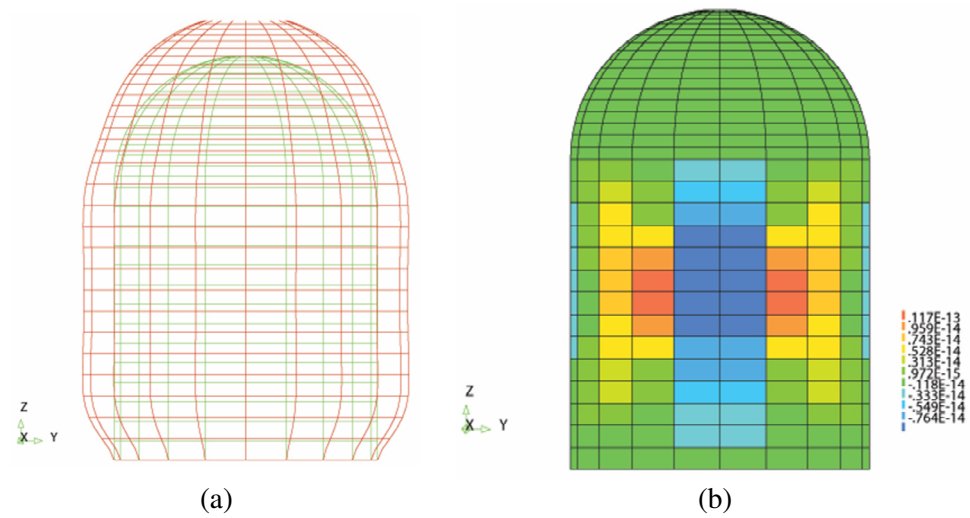 Z
X Y
(a)
Z
X Y
.117E-13
.959E-14
.743E-14
.528E-14
.313E-14
.972E-15
-.118E-14
-.333E-14
-.549E-14
-.764E-14
(b)